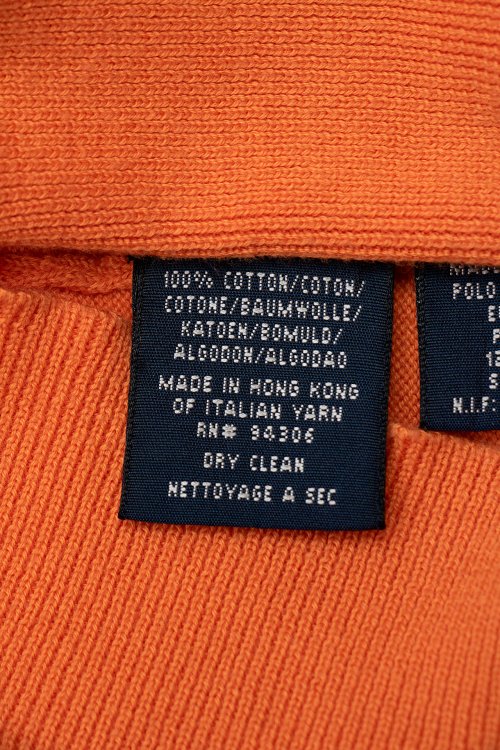 100% COTTON/COTON/
COTONE/BAUMWOLLE/
KATOEN/BOMULD/
ALGODON/ALGODAO
MADE IN HONG KONG
OF ITALIAN YARN
RN# 94306
DRY CLEAN
NETTOYAGE A SEC
POLO
N.I.F: